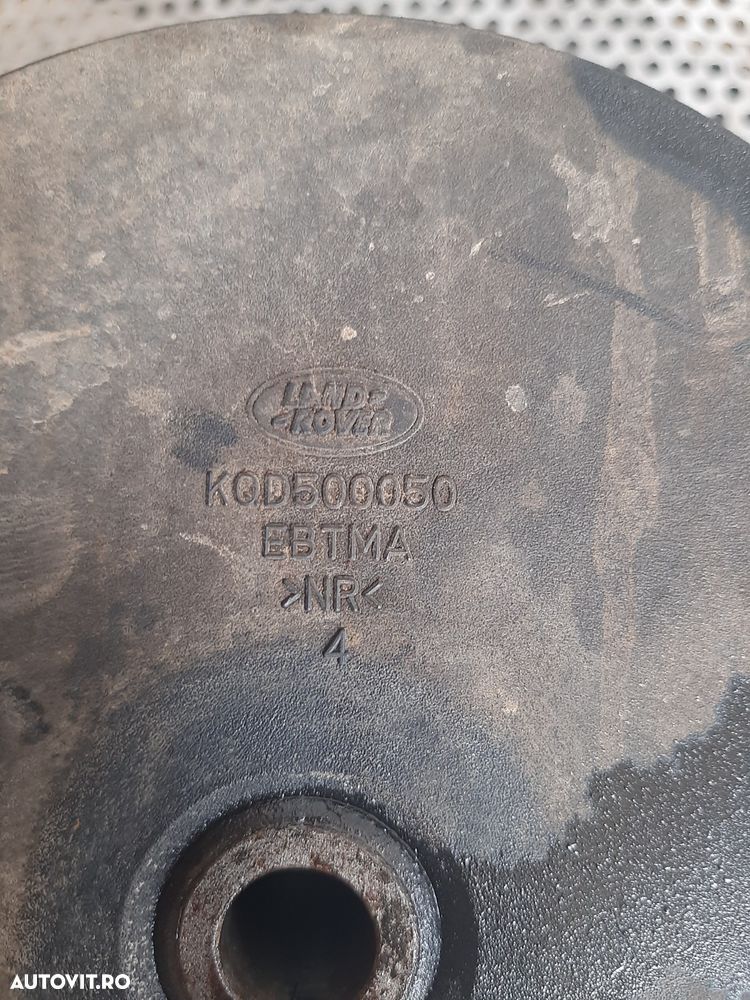 LAND
ROVER
KQD500050
EBTMA
>NR<
4
AUTOVIT.RO